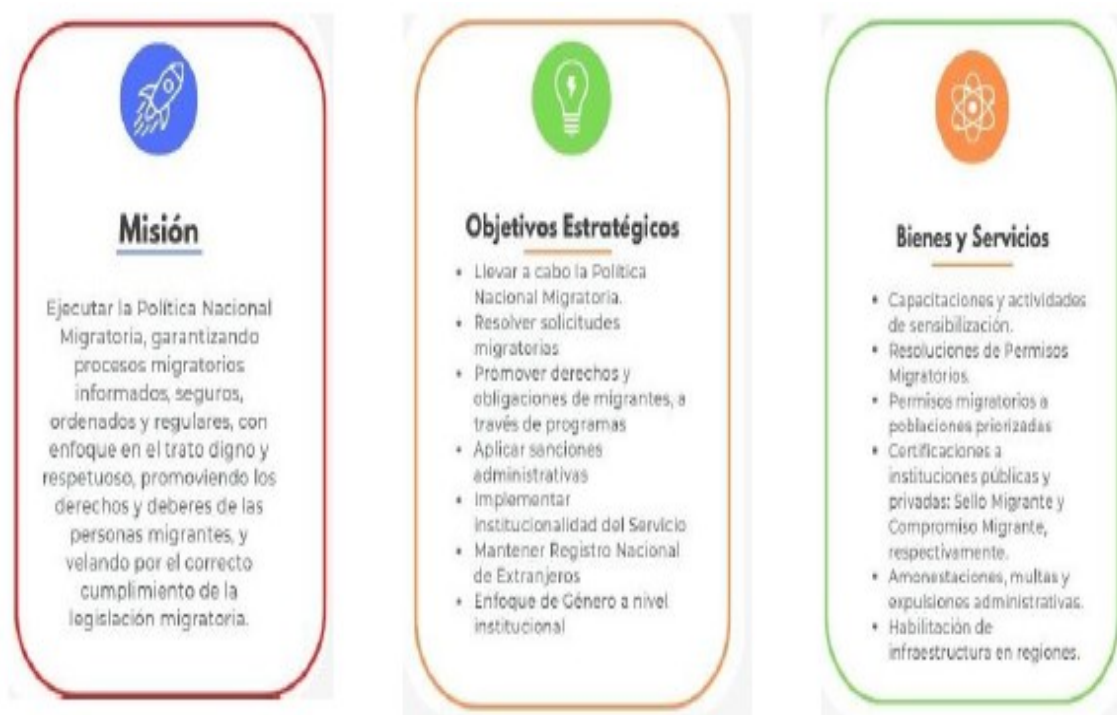 Misión
Ejecutar la Política Nacional
Migratoria, garantizando
procesos migratorios
informados, seguros,
ordenados y regulares, con
enfoque en el trato digno y
respetuoso, promoviendo los
derechos y deberes de las
personas migrantes, y
velando por el correcto
cumplimiento de la
legislación migratoria.
Objetivos Estratégicos
• Llevar a cabo la Política
Nacional Migratoria.
• Resolver solicitudes
migratorias
• Promover derechos y
obligaciones de migrantes, a
través de programas
• Aplicar sanciones
administrativas
• Implementar
institucionalidad del Servicio
• Mantener Registro Nacional
de Extranjeros
• Enfoque de Género a nivel
institucional
Bienes y Servicios
• Capacitaciones y actividades
de sensibilización.
• Resoluciones de Permisos
Migratorios.
• Permisos migratorios a
poblaciones priorizadas
• Certificaciones a
instituciones públicas y
privadas: Sello Migrante y
Compromiso Migrante,
respectivamente.
• Amonestaciones, multas y
expulsiones administrativas.
• Habilitación de
infraestructura en regiones.